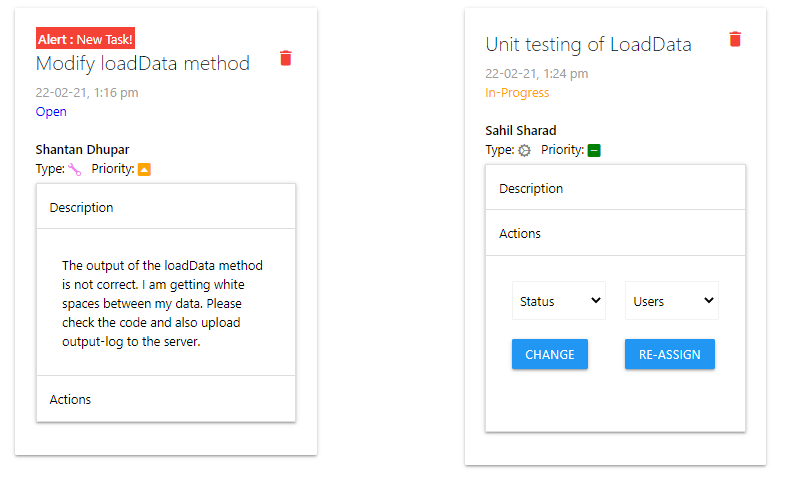 Alert : New Task!
Modify loadData method
22-02-21, 1:16 pm
Open
Shantan Dhupar
Type: Priority:
Description
The output of the loadData method
is not correct. I am getting white
spaces between my data. Please
check the code and also upload
output-log to the server.
Actions
Unit testing of LoadData
22-02-21, 1:24 pm
In-Progress
Sahil Sharad
Type: Priority:
Description
Actions
Status Users
CHANGE RE-ASSIGN